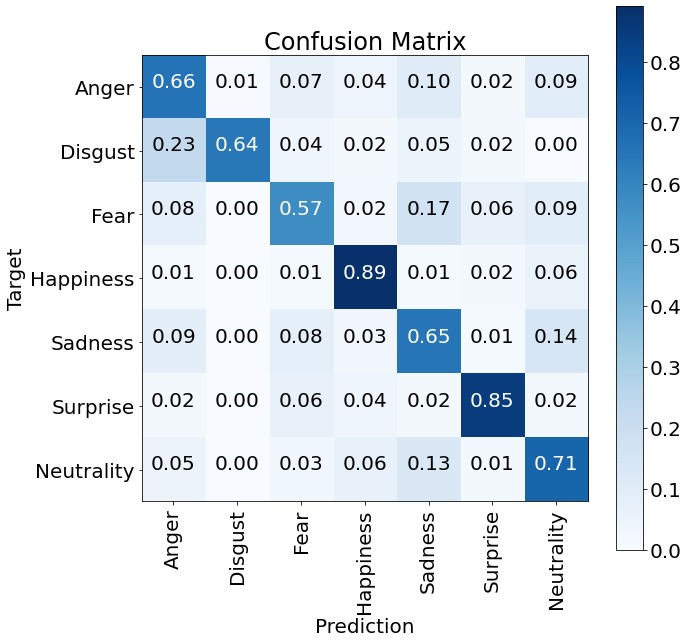 Confusion Matrix
Anger 0.66 0.01 0.07 0.04 0.10 0.02 0.09
Disgust 0.23 0.64 0.04 0.02 0.05 0.02 0.00
Fear 0.08 0.00 0.57 0.02 0.17 0.06 0.09
Happiness 0.01 0.00 0.01 0.89 0.01 0.02 0.06
Sadness 0.09 0.00 0.08 0.03 0.65 0.01 0.14
Surprise 0.02 0.00 0.06 0.04 0.02 0.85 0.02
Neutrality 0.05 0.00 0.03 0.06 0.13 0.01 0.71
Target
Anger Disgust Fear Happiness Sadness Surprise Neutrality
Prediction
0.8
0.7
0.6
0.5
0.4
0.3
0.2
0.1
0.0